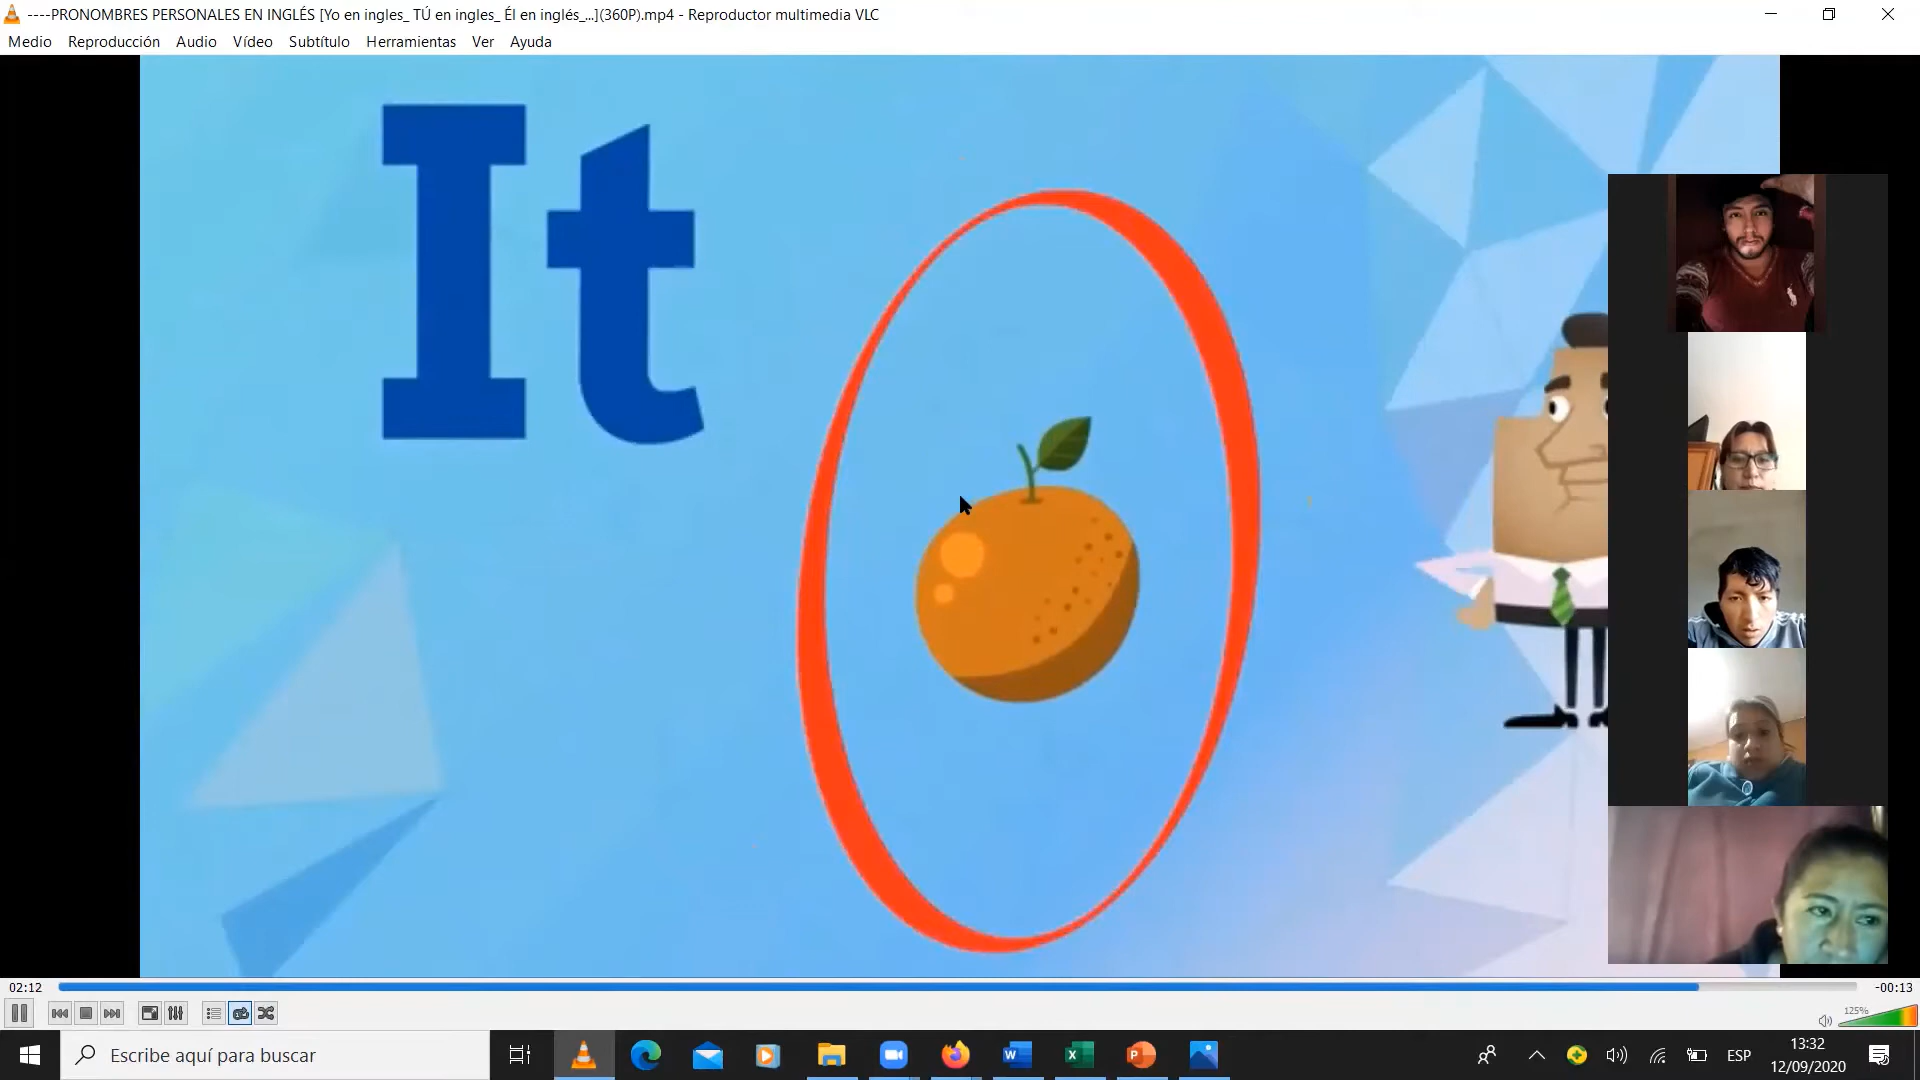 ----PRONOMBRES PERSONALES EN INGLÉS [Yo en ingles_ TÚ en ingles_ Él en inglés_...](360P).mp4 - Reproductor multimedia VLC
Medio Reproducción Audio Vídeo Subtítulo Herramientas Ver Ayuda
It
02:12
-00:13
125%
Escribe aquí para buscar
ESP
13:32
12/09/2020